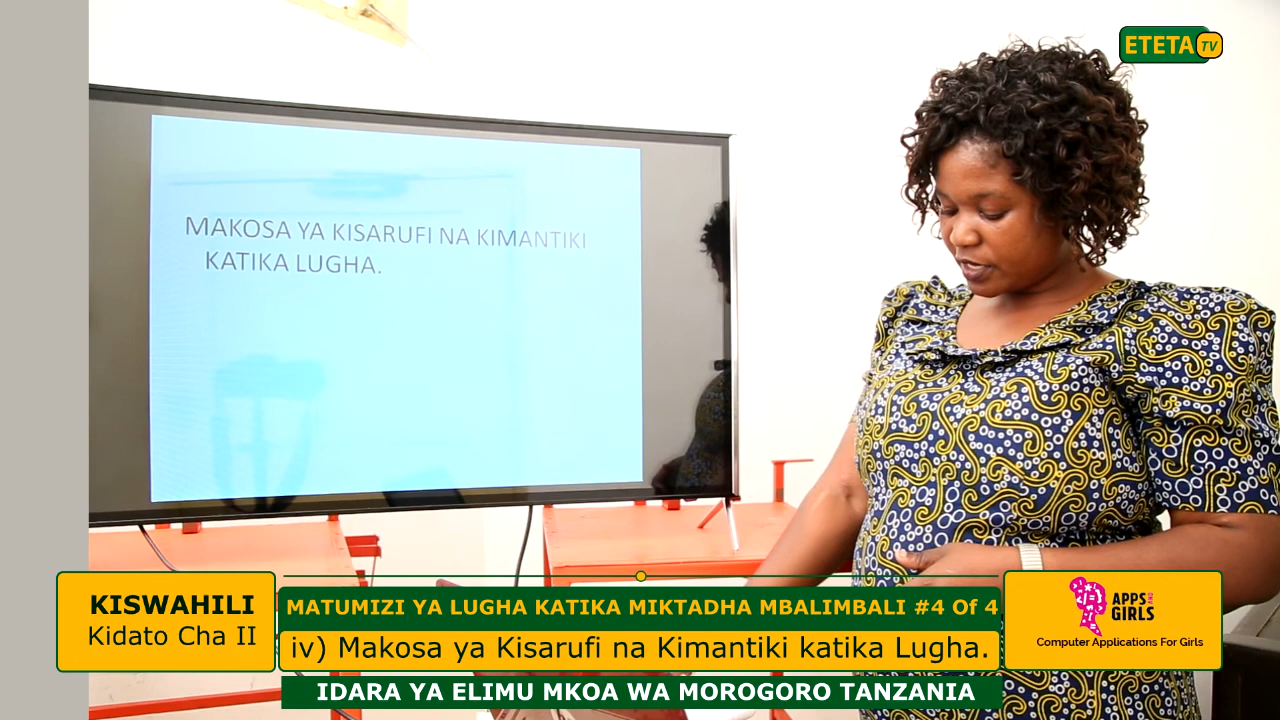 ETETA TV
MAKOSA YA KISARUFI NA KIMANTIKI
KATIKA LUGHA.
KISWAHILI
Kidato Cha II
MATUMIZI YA LUGHA KATIKA MIKTADHA MBALIMBALI #4 Of 4
iv) Makosa ya Kisarufi na Kimantiki katika Lugha.
IDARA YA ELIMU MKOA WA MOROGORO TANZANIA
APPS AND
GIRLS
Computer Applications For Girls